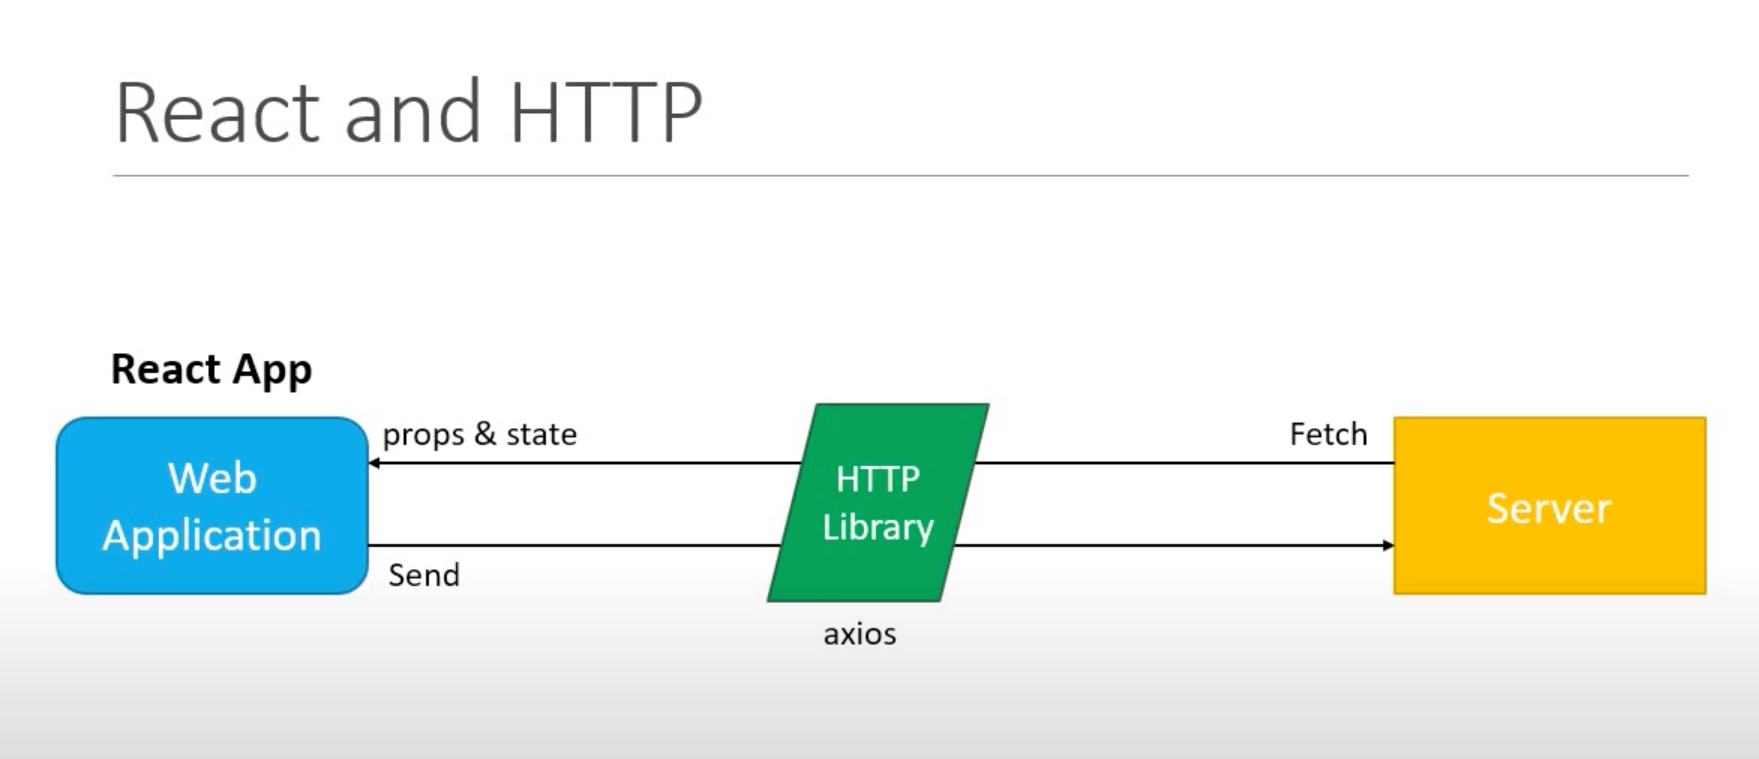 React and HTTP
React App
props & state
Fetch
Web
Application
HTTP
Library
Server
Send
axios